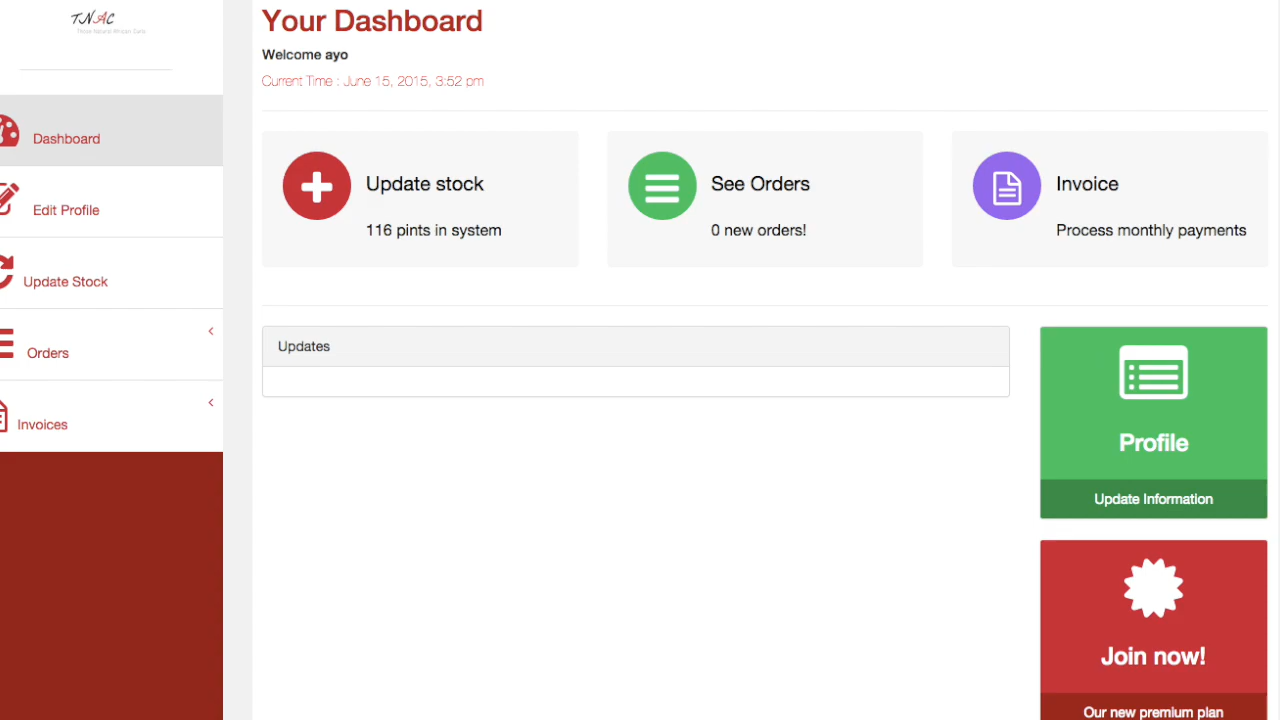 TNAC
Your Dashboard
Welcome ayo
Current Time : June 15, 2015, 3:52 pm
Dashboard
Edit Profile
Update Stock
Orders
Invoices
Update stock
116 pints in system
See Orders
0 new orders!
Invoice
Process monthly payments
Updates
Profile
Update Information
Join now!
Our new premium plan